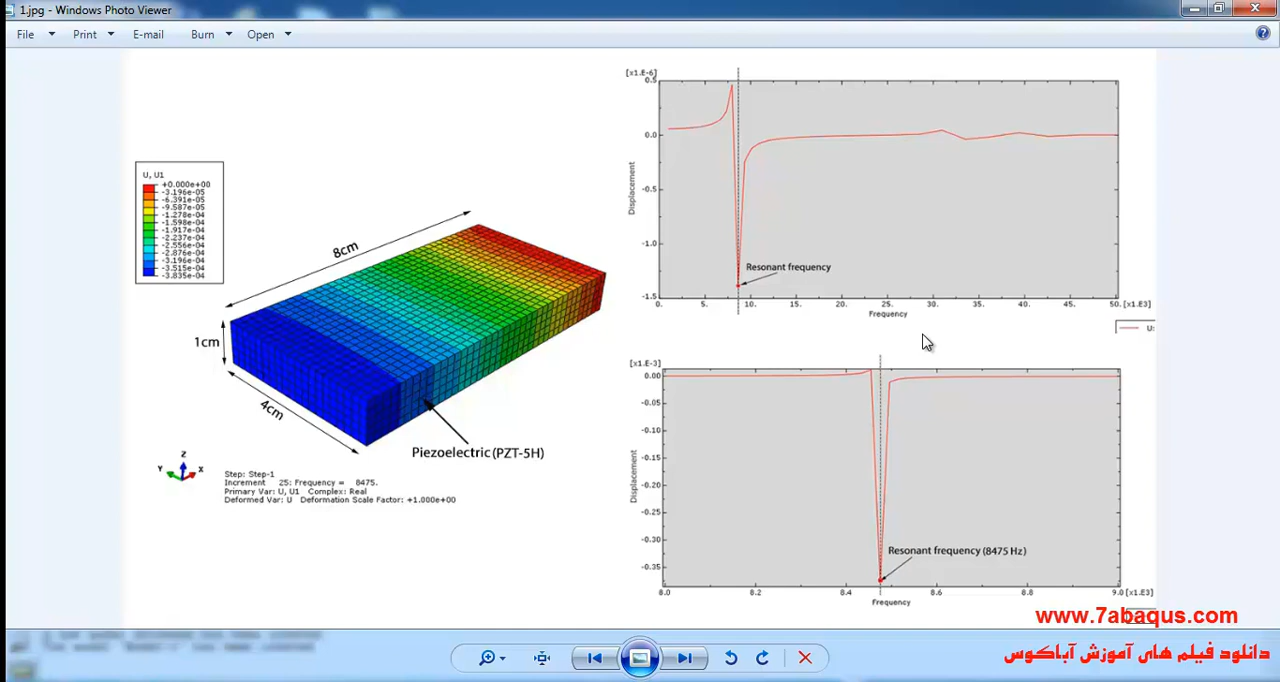 1.jpg - Windows Photo Viewer
File Print E-mail Burn Open
U, U1
+0.000e+00
-3.196e-05
-6.391e-05
-9.587e-05
-1.278e-04
-1.598e-04
-1.917e-04
-2.237e-04
-2.556e-04
-2.876e-04
-3.196e-04
-3.515e-04
-3.835e-04
8cm
1cm
4cm
Piezoelectric (PZT-5H)
Z
Y
X
Step: Step-1
Increment 25: Frequency = 8475.
Primary Var: U, U1 Complex: Real
Deformed Var: U Deformation Scale Factor: +1.000e+00
[x1.E-6]
0.5
0.0
-0.5
-1.0
-1.5
Displacement
Resonant frequency
0. 5. 10. 15. 20. 25. 30. 35. 40. 45. 50. [x1.E3]
Frequency
U:
[x1.E-3]
0.00
-0.05
-0.10
-0.15
-0.20
-0.25
-0.30
-0.35
Displacement
Resonant frequency (8475 Hz)
8.0 8.2 8.4 8.6 8.8 9.0 [x1.E3]
Frequency
www.7abaqus.com
دانلود فیلم های آموزش آباکوس